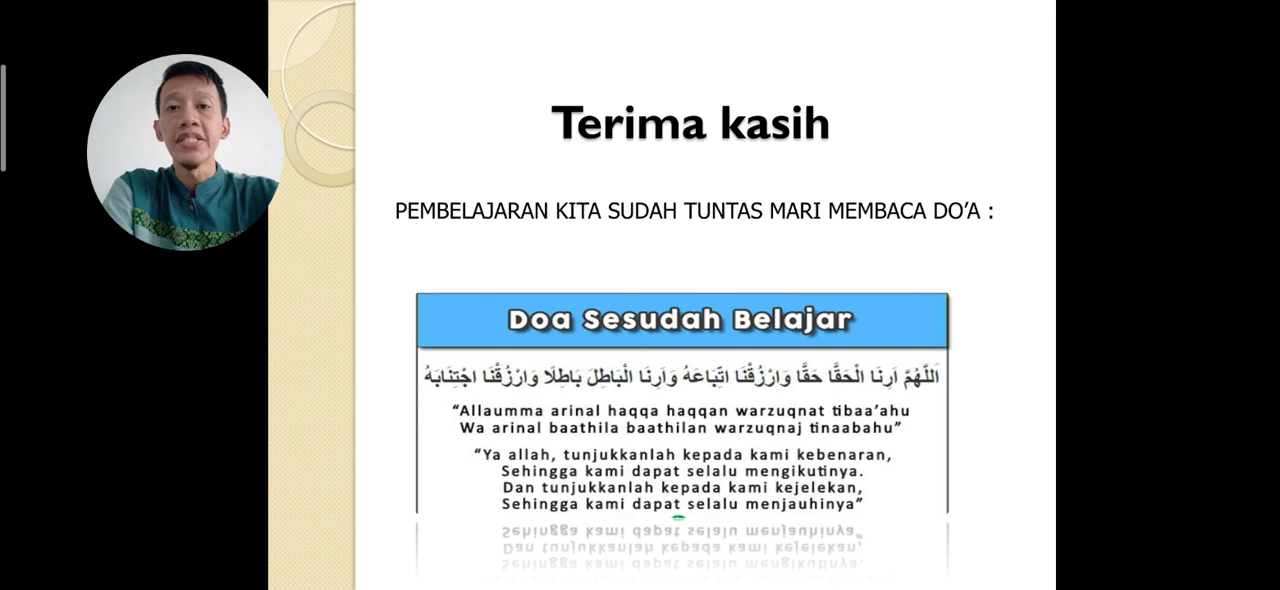 Terima kasih
PEMBELAJARAN KITA SUDAH TUNTAS MARI MEMBACA DO’A :
Doa Sesudah Belajar
اَللَّهُمَّ اَرِنَا الْحَقَّا حَقًّا وَارْزُقْنَا اتِّبَاعَهُ وَاَرِنَا الْبَاطِلَ بَاطِلًا وَارْزُقْنَا اجْتِنَابَهُ
“Allaumma arinal haqqa haqqan warzuqnat tibaa’ahu
Wa arinal baathila baathilan warzuqnaj tinaabahu”
“Ya allah, tunjukkanlah kepada kami kebenaran,
Sehingga kami dapat selalu mengikutinya.
Dan tunjukkanlah kepada kami kejelekan,
Sehingga kami dapat selalu menjauhinya”